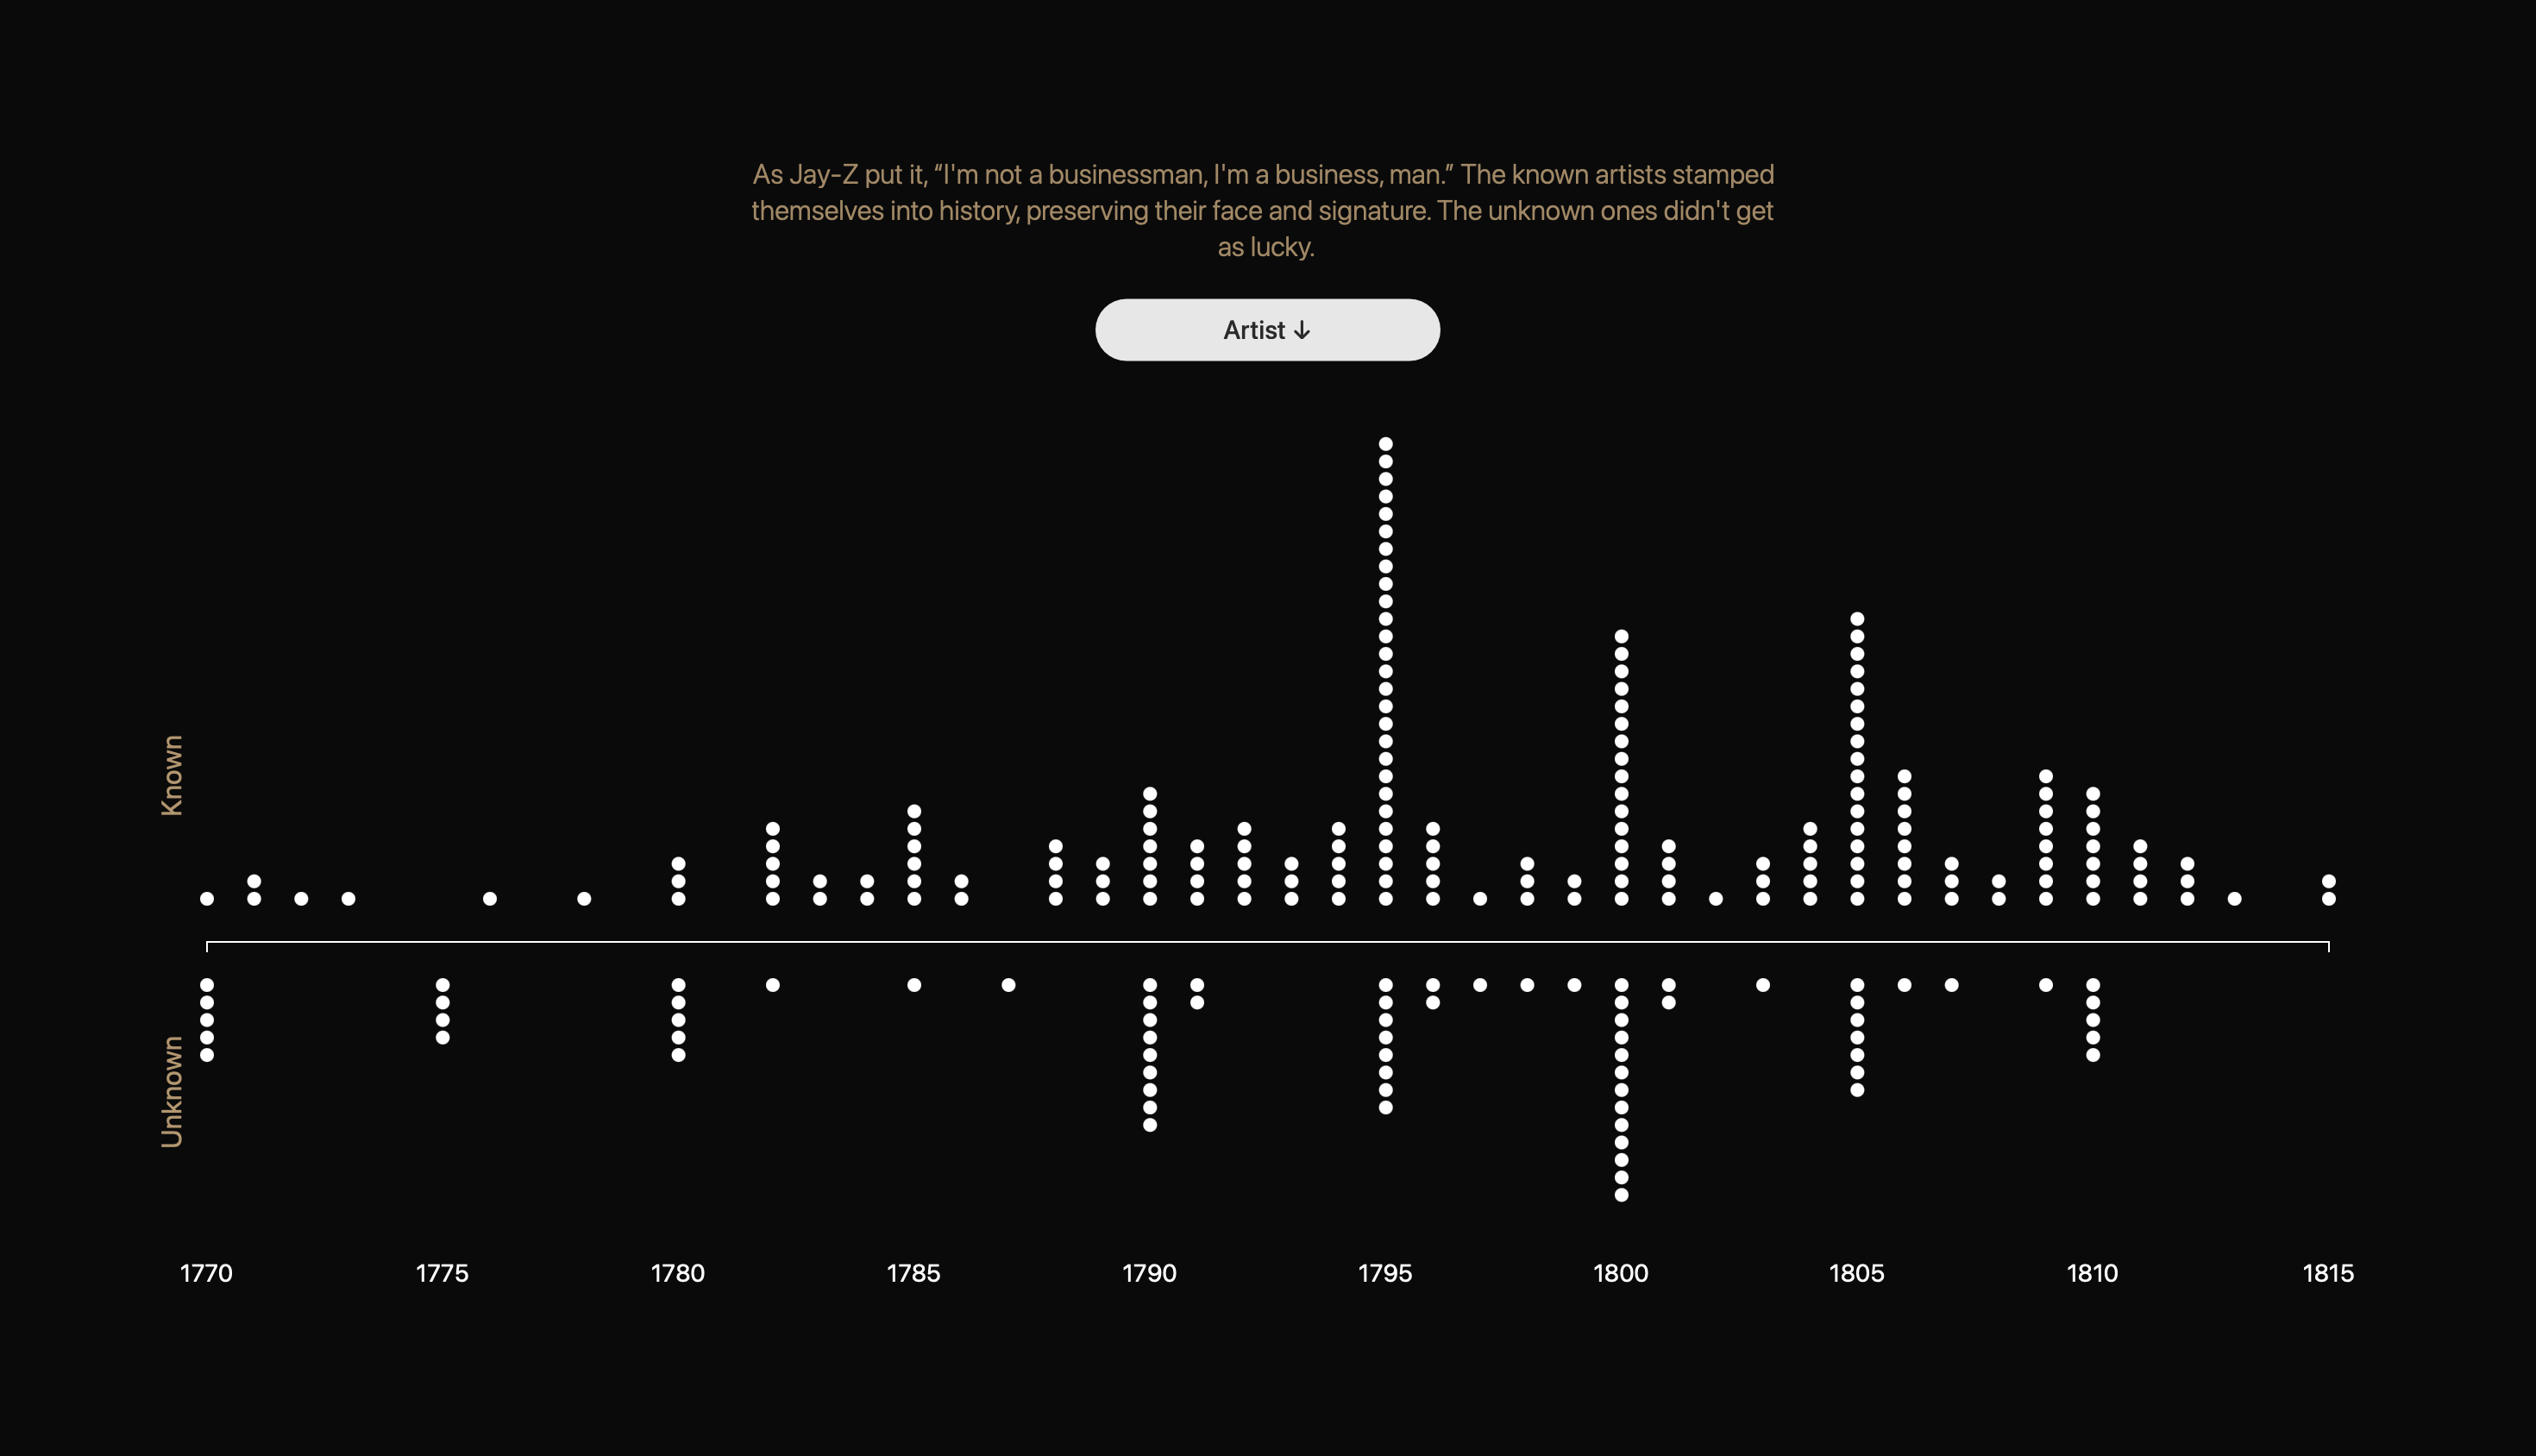 As Jay-Z put it, “I'm not a businessman, I'm a business, man.” The known artists stamped
themselves into history, preserving their face and signature. The unknown ones didn't get
as lucky.
Artist ↓
Known
Unknown
1770 1775 1780 1785 1790 1795 1800 1805 1810 1815